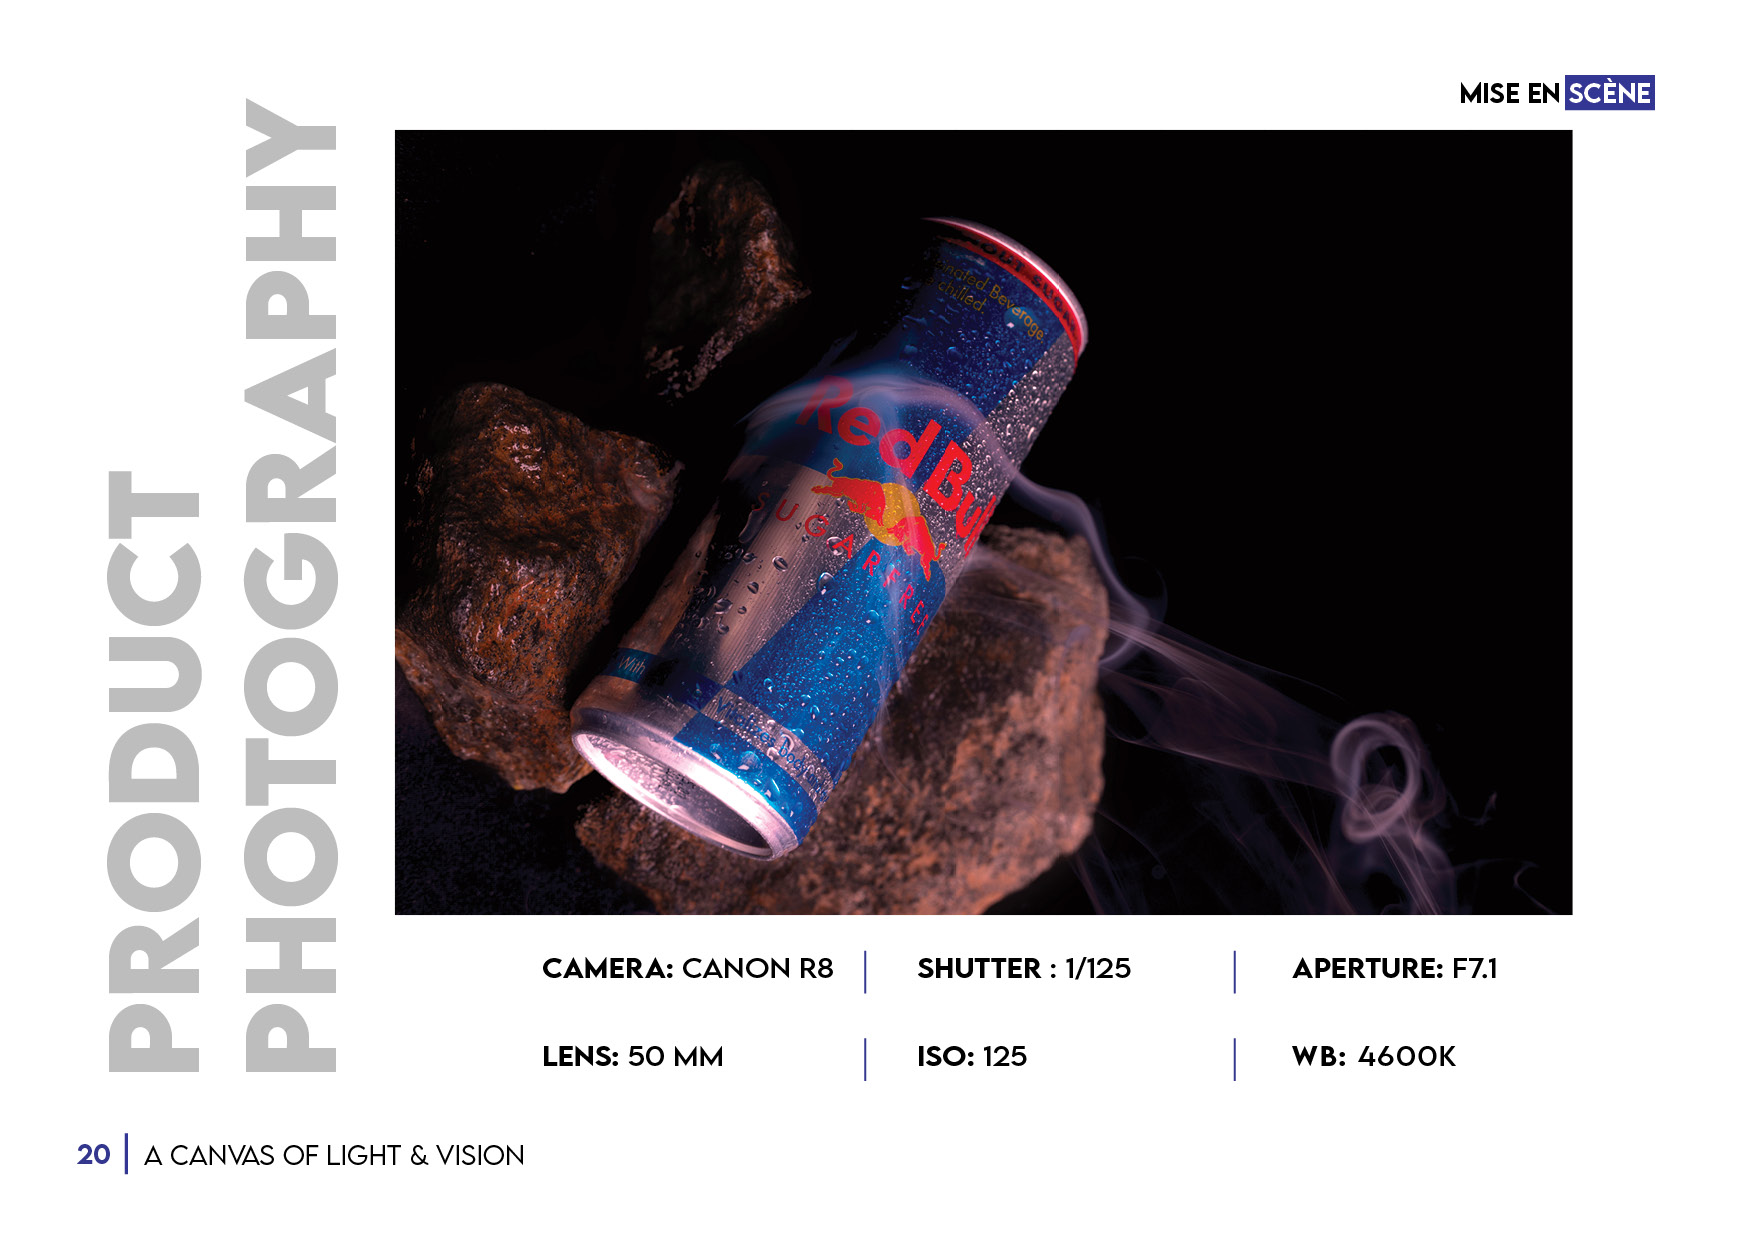 MISE EN SCÈNE
PRODUCT
PHOTOGRAPHY
Beverage
chilled.
Red Bull
SUGARFREE
With
CAMERA: CANON R8
SHUTTER : 1/125
APERTURE: F7.1
LENS: 50 MM
ISO: 125
WB: 4600K
20
A CANVAS OF LIGHT & VISION